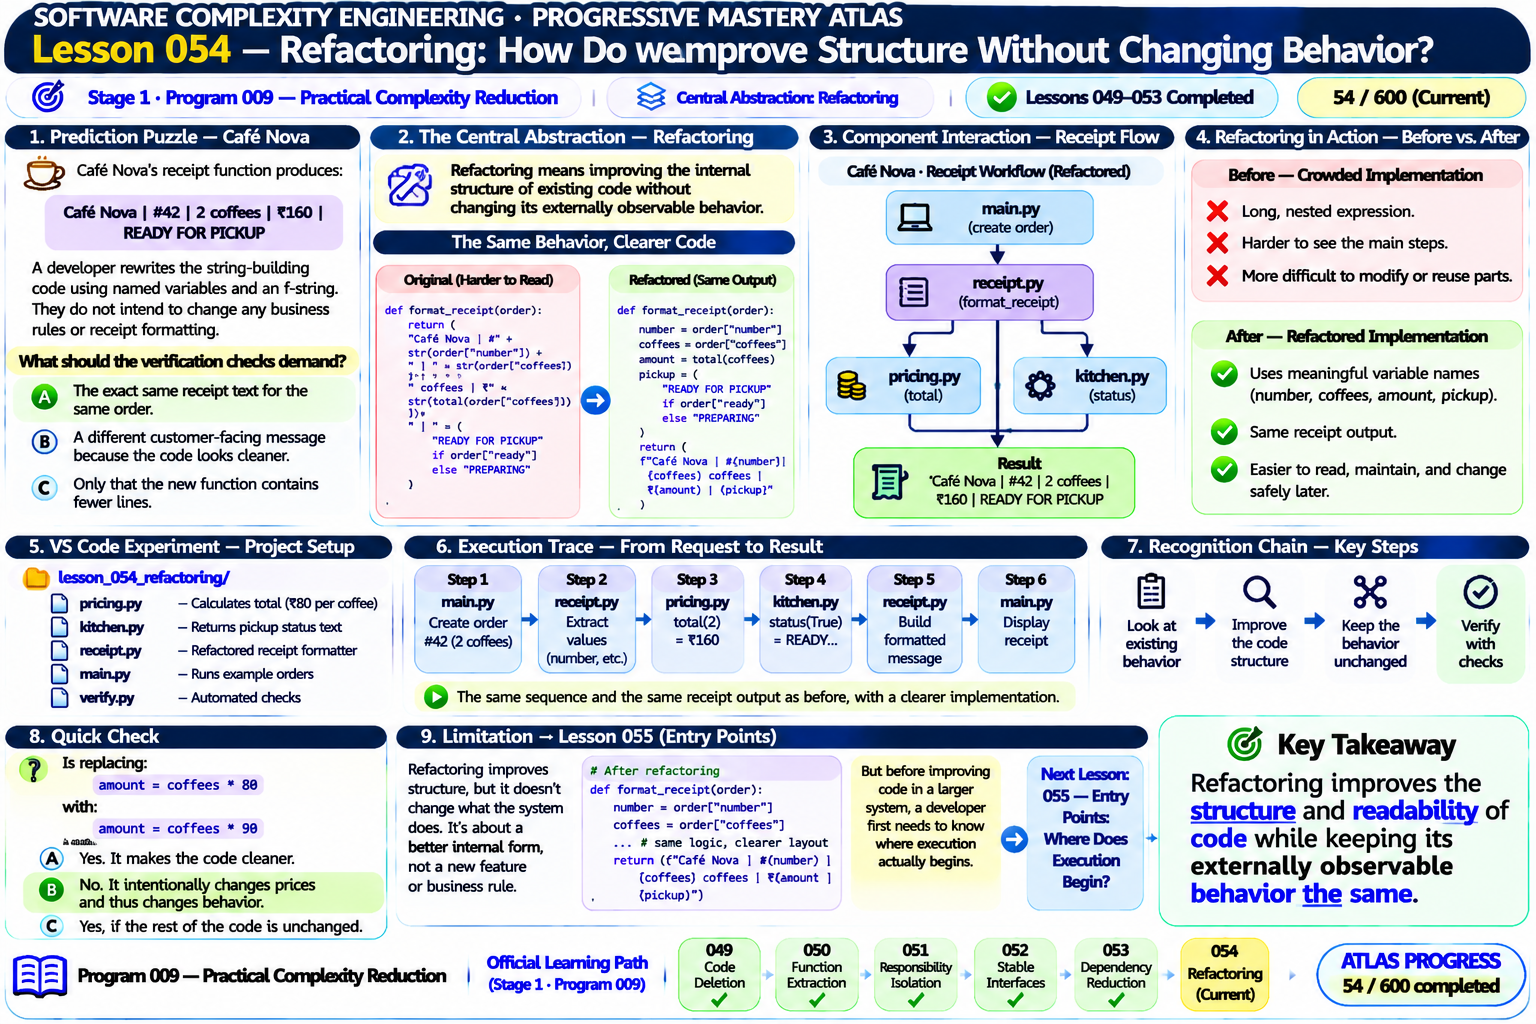 SOFTWARE COMPLEXITY ENGINEERING · PROGRESSIVE MASTERY ATLAS
Lesson 054 — Refactoring: How Do wemprove Structure Without Changing Behavior?
Stage 1 · Program 009 — Practical Complexity Reduction
Central Abstraction: Refactoring
Lessons 049–053 Completed
54 / 600 (Current)
1. Prediction Puzzle — Café Nova
Café Nova's receipt function produces:
Café Nova | #42 | 2 coffees | ₹160 |
READY FOR PICKUP
A developer rewrites the string-building
code using named variables and an f-string.
They do not intend to change any business
rules or receipt formatting.
What should the verification checks demand?
A
The exact same receipt text for the
same order.
B
A different customer-facing message
because the code looks cleaner.
C
Only that the new function contains
fewer lines.
2. The Central Abstraction — Refactoring
Refactoring means improving the internal
structure of existing code without
changing its externally observable behavior.
The Same Behavior, Clearer Code
Original (Harder to Read)
def format_receipt(order):
return (
"Café Nova | #" +
str(order["number"]) +
" | " + str(order["coffees])
" coffees | ₹"
str(total(order["coffees"]))
" | " = (
"READY FOR PICKUP"
if order["ready"]
else "PREPARING"
)
Refactored (Same Output)
def format_receipt(order):
number = order["number"]
coffees = order["coffees"]
amount = total(coffees)
pickup = (
"READY FOR PICKUP"
if order["ready"]
else "PREPARING"
)
return (
f"Café Nova | #{number}|
{coffees) coffees |
₹{amount) | {pickup}"
)
3. Component Interaction — Receipt Flow
Café Nova · Receipt Workflow (Refactored)
main.py
(create order)
receipt.py
(format_receipt)
pricing.py
(total)
kitchen.py
(status)
Result
"Café Nova | #42 | 2 coffees |
₹160 | READY FOR PICKUP
4. Refactoring in Action — Before vs. After
Before — Crowded Implementation
Long, nested expression.
Harder to see the main steps.
More difficult to modify or reuse parts.
After — Refactored Implementation
Uses meaningful variable names
(number, coffees, amount, pickup).
Same receipt output.
Easier to read, maintain, and change
safely later.
5. VS Code Experiment — Project Setup
lesson_054_refactoring/
pricing.py — Calculates total (₹80 per coffee)
kitchen.py — Returns pickup status text
receipt.py — Refactored receipt formatter
main.py — Runs example orders
verify.py — Automated checks
6. Execution Trace — From Request to Result
Step 1
main.py
Create order
#42 (2 coffees)
Step 2
receipt.py
Extract
values
(number, etc.)
Step 3
pricing.py
total(2)
= ₹160
Step 4
kitchen.py
status(True)
= READY...
Step 5
receipt.py
Build
formatted
message
Step 6
main.py
Display
receipt
The same sequence and the same receipt output as before, with a clearer implementation.
7. Recognition Chain — Key Steps
Look at
existing
behavior
Improve
the code
structure
Keep the
behavior
unchanged
Verify
with
checks
8. Quick Check
?
Is replacing:
amount = coffees * 80
with:
amount = coffees * 90
A
Yes. It makes the code cleaner.
B
No. It intentionally changes prices
and thus changes behavior.
C
Yes, if the rest of the code is unchanged.
9. Limitation → Lesson 055 (Entry Points)
Refactoring improves
structure, but it doesn't
change what the system
does. It's about a
better internal form,
not a new feature
or business rule.
# After refactoring
def format_receipt(order):
number = order["number"]
coffees = order["coffees"]
... # same logic, clearer layout
return (f"Café Nova | #(number) ]
{coffees) coffees | ₹(amount ]
(pickup)")
But before improving
code in a larger
system, a developer
first needs to know
where execution
actually begins.
Next Lesson:
055 — Entry
Points:
Where Does
Execution
Begin?
Key Takeaway
Refactoring improves the
structure and readability of
code while keeping its
externally observable
behavior the same.
Program 009 — Practical Complexity Reduction
Official Learning Path
(Stage 1 · Program 009)
049
Code
Deletion
050
Function
Extraction
051
Responsibility
Isolation
052
Stable
Interfaces
053
Dependency
Reduction
054
Refactoring
(Current)
ATLAS PROGRESS
54 / 600 completed